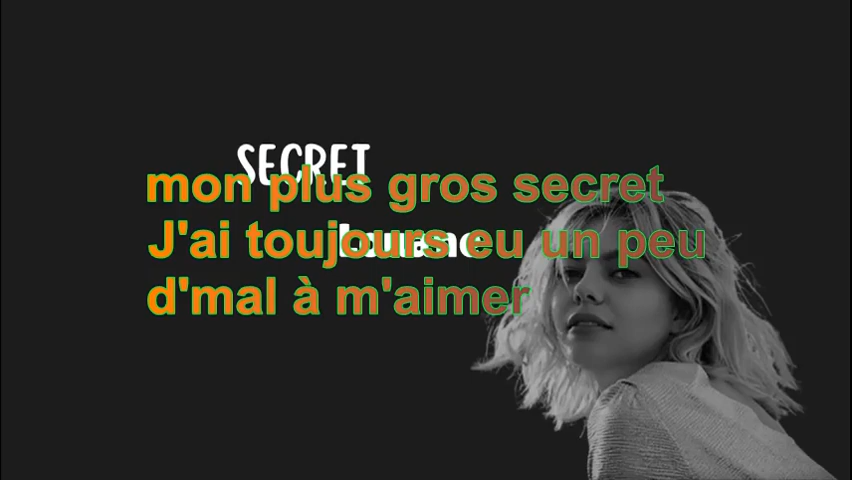 SECRET
mon plus gros secret
J'ai toujours eu un peu
d'mal à m'aimer